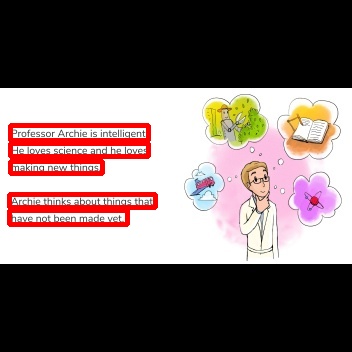 Professor Archie is intelligent.
He loves science and he loves
making new things.
Archie thinks about things that
have not been made yet.